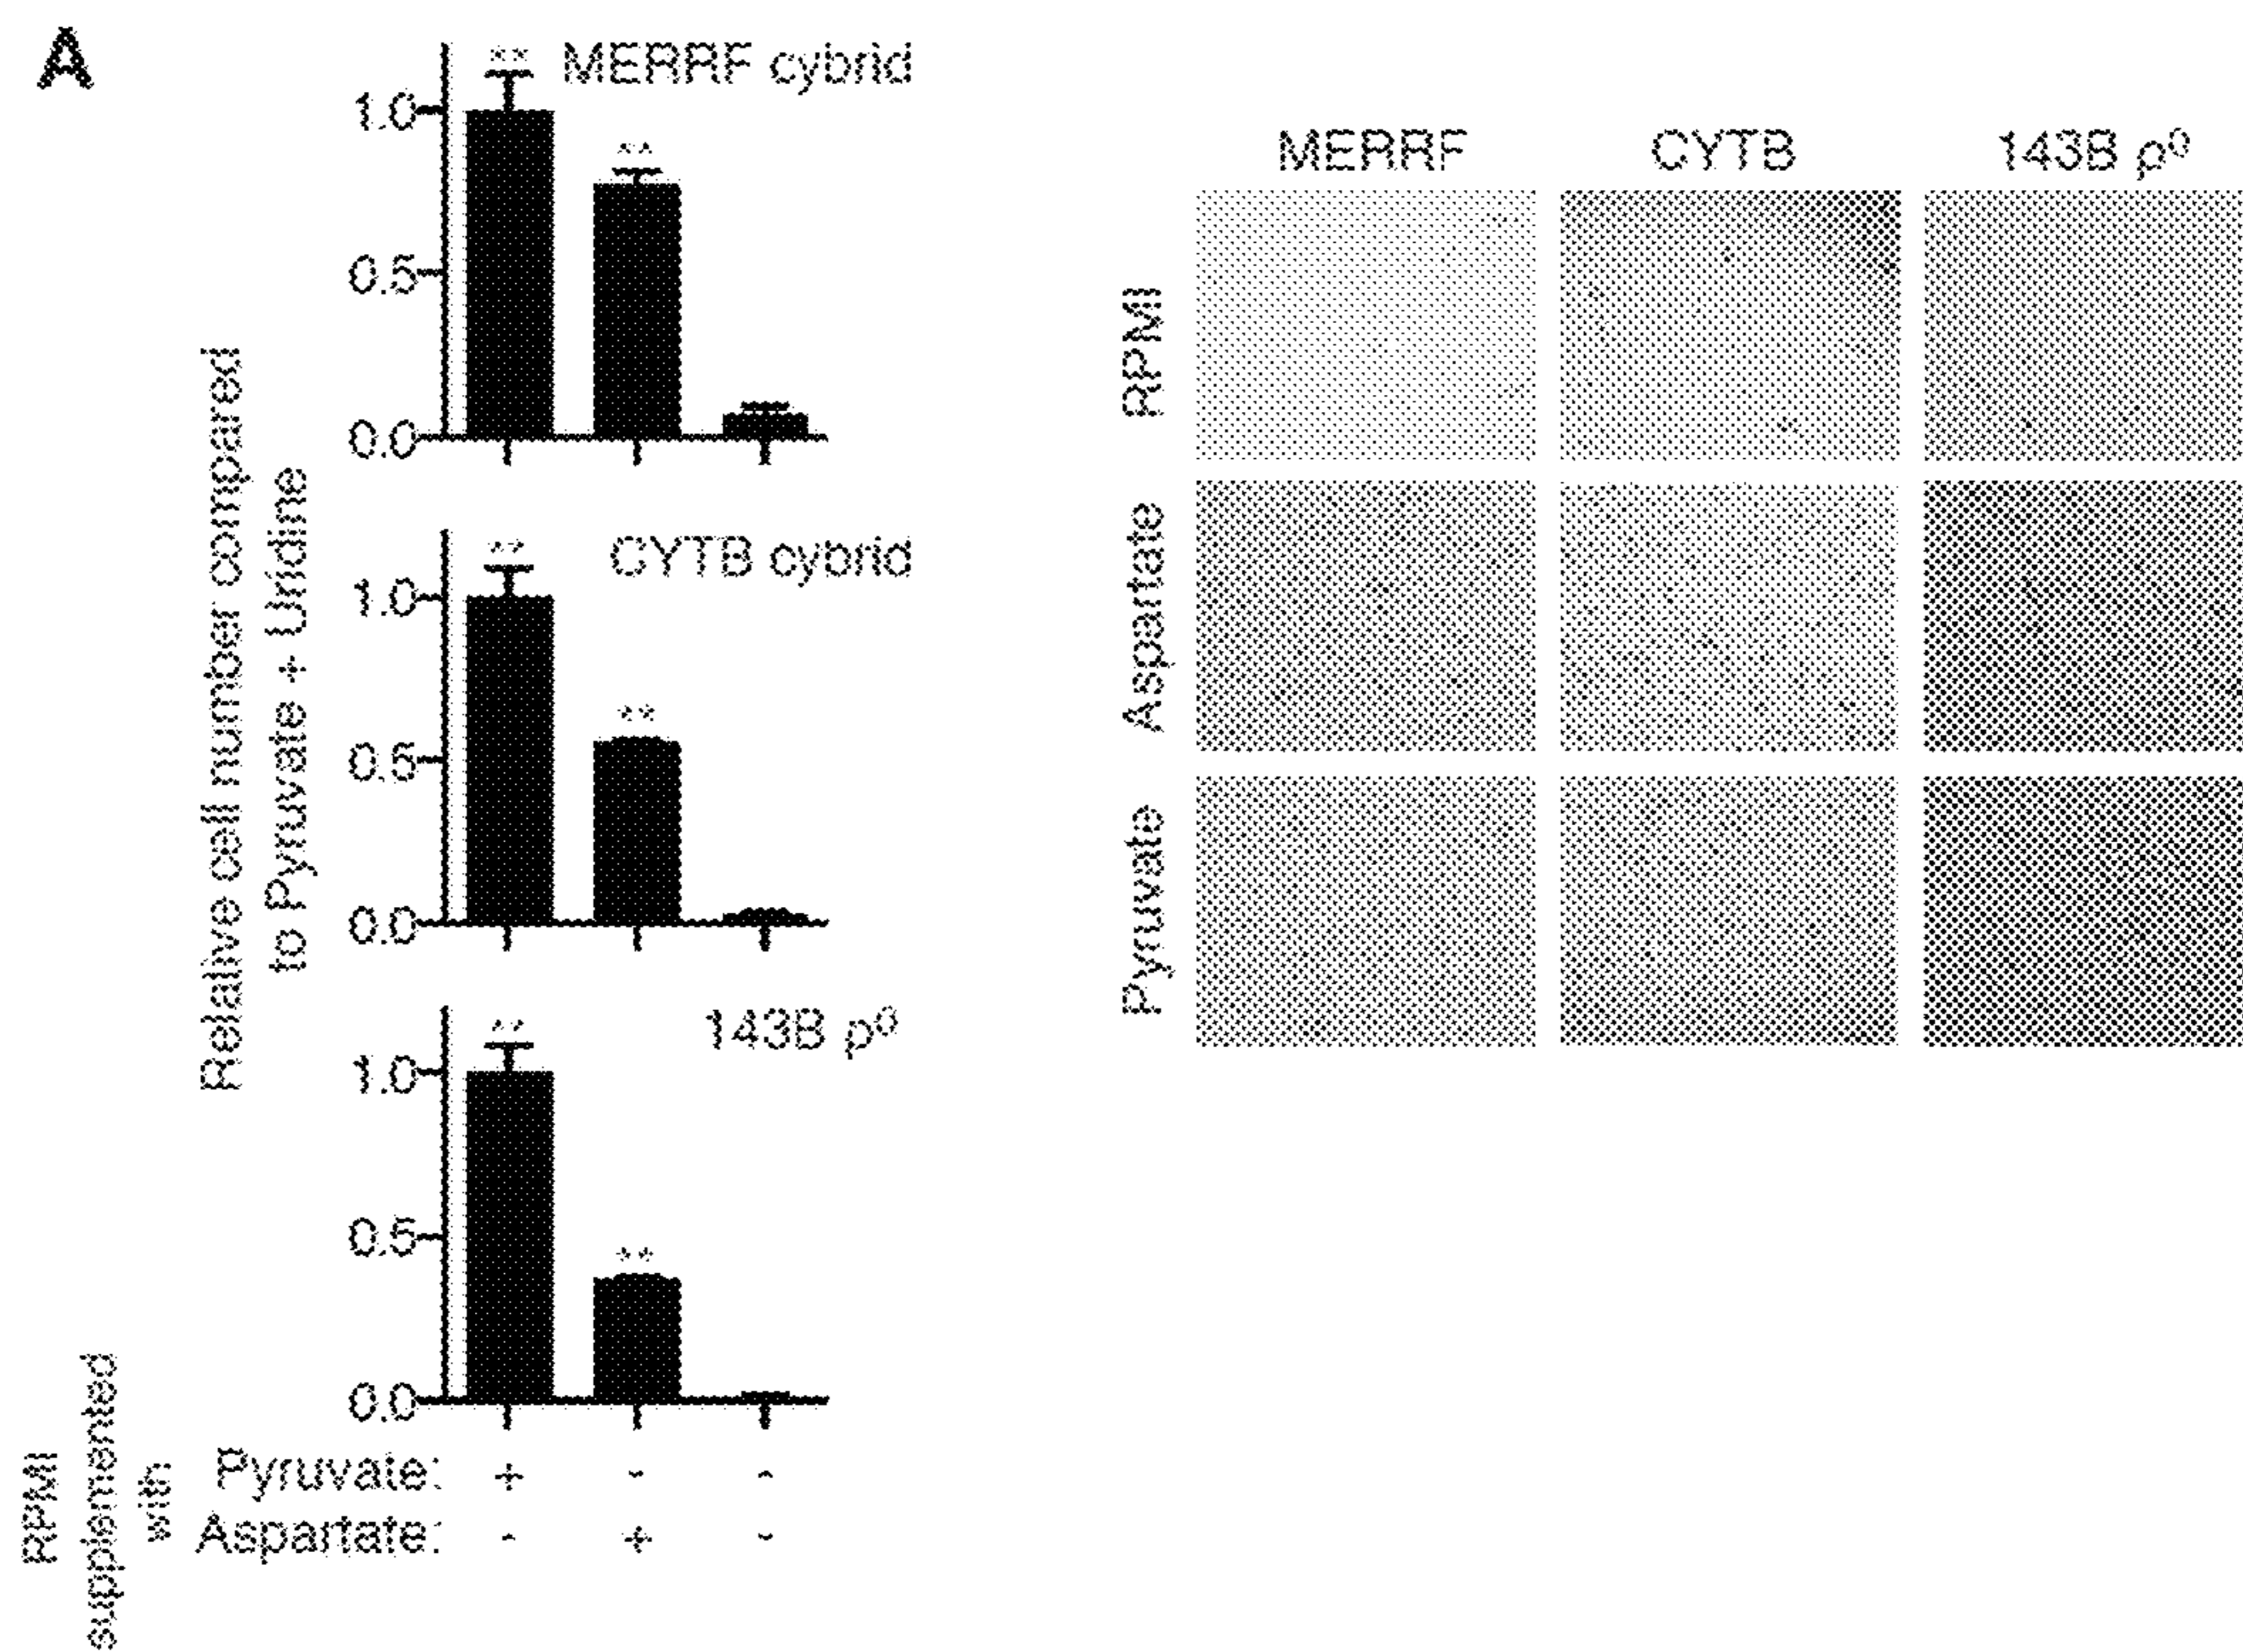 A
MERRF cybrid
**
**
1.0
0.5
0.0
CYTB cybrid
**
**
1.0
0.5
0.0
143B ρ⁰
**
**
1.0
0.5
0.0
Relative cell number compared
to Pyruvate + Uridine
RPMI
supplemented
with
Pyruvate: + - -
Aspartate: - + -
MERRF CYTB 143B ρ⁰
RPMI
Aspartate
Pyruvate